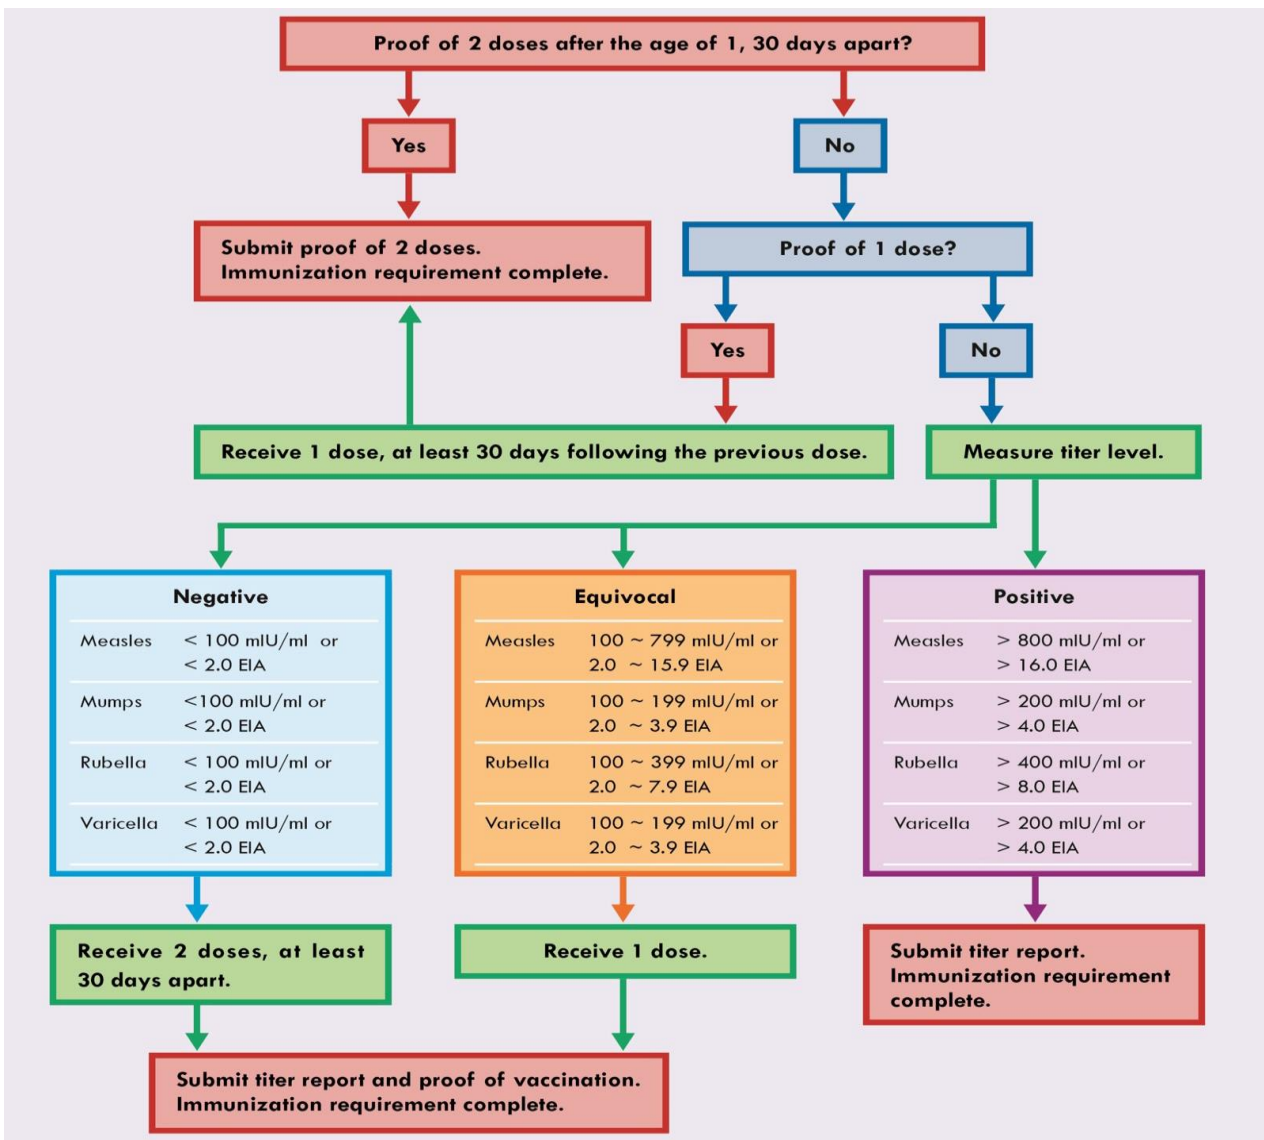 Proof of 2 doses after the age of 1, 30 days apart?
Yes
No
Submit proof of 2 doses.
Immunization requirement complete.
Proof of 1 dose?
Yes
No
Receive 1 dose, at least 30 days following the previous dose.
Measure titer level.
Negative
Measles < 100 mIU/ml or
< 2.0 EIA
Mumps <100 mIU/ml or
< 2.0 EIA
Rubella < 100 mIU/ml or
< 2.0 EIA
Varicella < 100 mIU/ml or
< 2.0 EIA
Equivocal
Measles 100 ~ 799 mIU/ml or
2.0 ~ 15.9 EIA
Mumps 100 ~ 199 mIU/ml or
2.0 ~ 3.9 EIA
Rubella 100 ~ 399 mIU/ml or
2.0 ~ 7.9 EIA
Varicella 100 ~ 199 mIU/ml or
2.0 ~ 3.9 EIA
Positive
Measles > 800 mIU/ml or
> 16.0 EIA
Mumps > 200 mIU/ml or
> 4.0 EIA
Rubella > 400 mIU/ml or
> 8.0 EIA
Varicella > 200 mIU/ml or
> 4.0 EIA
Receive 2 doses, at least
30 days apart.
Receive 1 dose.
Submit titer report.
Immunization requirement
complete.
Submit titer report and proof of vaccination.
Immunization requirement complete.